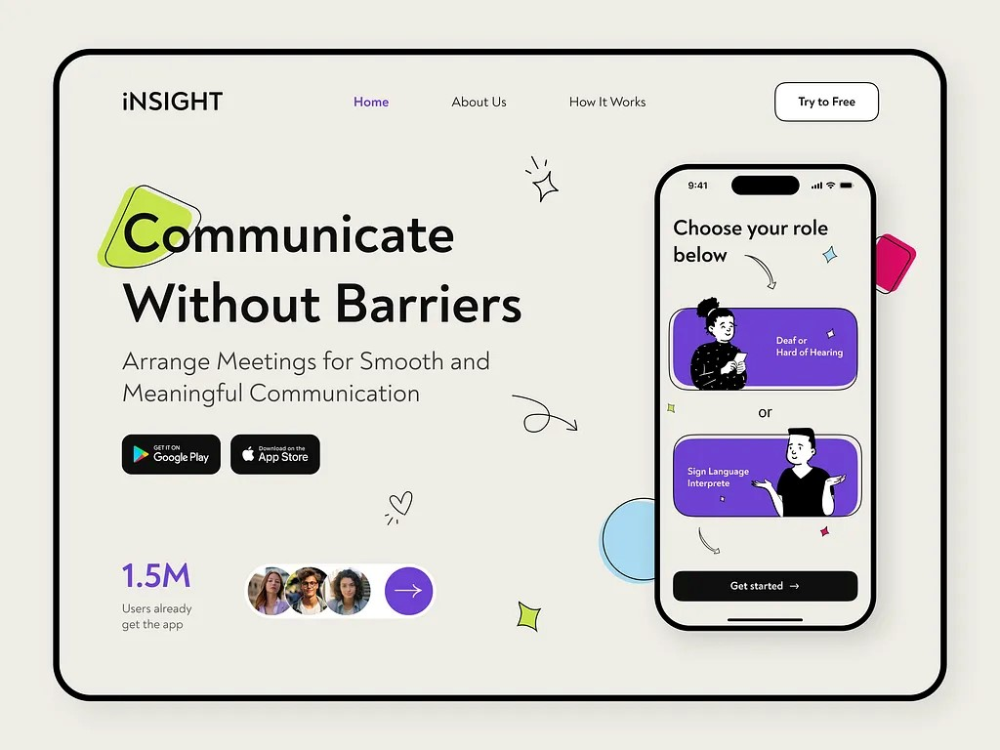 iNSIGHT
Home
About Us
How It Works
Try to Free
Communicate
Without Barriers
Arrange Meetings for Smooth and
Meaningful Communication
GET IT ON
Google Play
Download on the
App Store
1.5M
Users already
get the app
9:41
Choose your role
below
Deaf or
Hard of Hearing
or
Sign Language
Interprete
Get started →